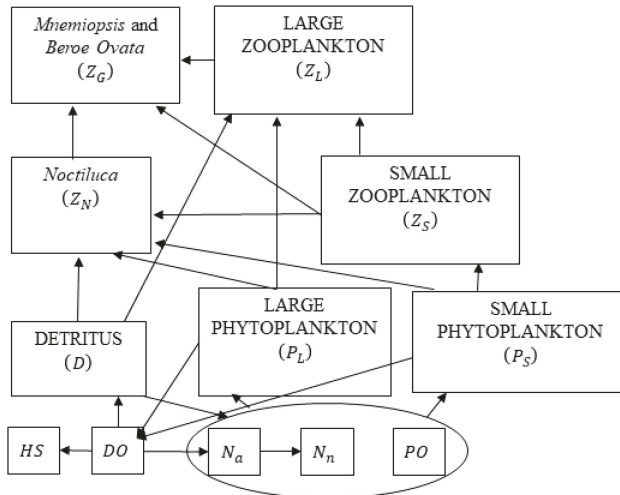 Mnemiopsis and
Beroe Ovata
(Z_G)
LARGE
ZOOPLANKTON
(Z_L)
Noctiluca
(Z_N)
SMALL
ZOOPLANKTON
(Z_S)
DETRITUS
(D)
LARGE
PHYTOPLANKTON
(P_L)
SMALL
PHYTOPLANKTON
(P_S)
HS
DO
N_a
N_n
PO